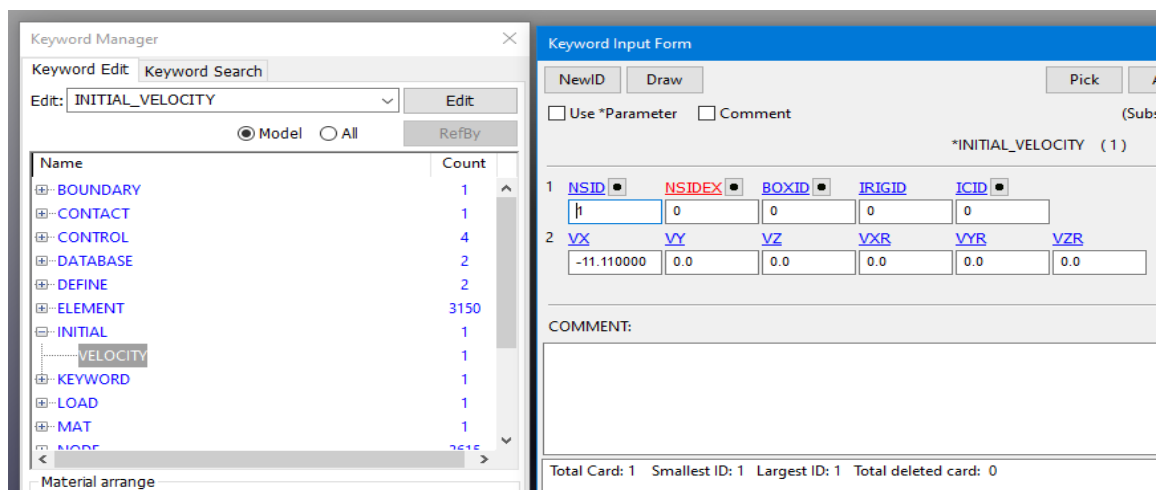 Keyword Manager
Keyword Edit Keyword Search
Edit: INITIAL_VELOCITY Edit
Model All RefBy
Name Count
BOUNDARY 1
CONTACT 1
CONTROL 4
DATABASE 2
DEFINE 2
ELEMENT 3150
INITIAL 1
VELOCITY 1
KEYWORD 1
LOAD 1
MAT 1
NODE 3615
Material arrange
Keyword Input Form
NewID Draw Pick A
Use *Parameter Comment (Subs
*INITIAL_VELOCITY (1)
1 NSID NSIDEX BOXID IRIGID ICID
1 0 0 0 0
2 VX VY VZ VXR VYR VZR
-11.110000 0.0 0.0 0.0 0.0 0.0
COMMENT:
Total Card: 1 Smallest ID: 1 Largest ID: 1 Total deleted card: 0